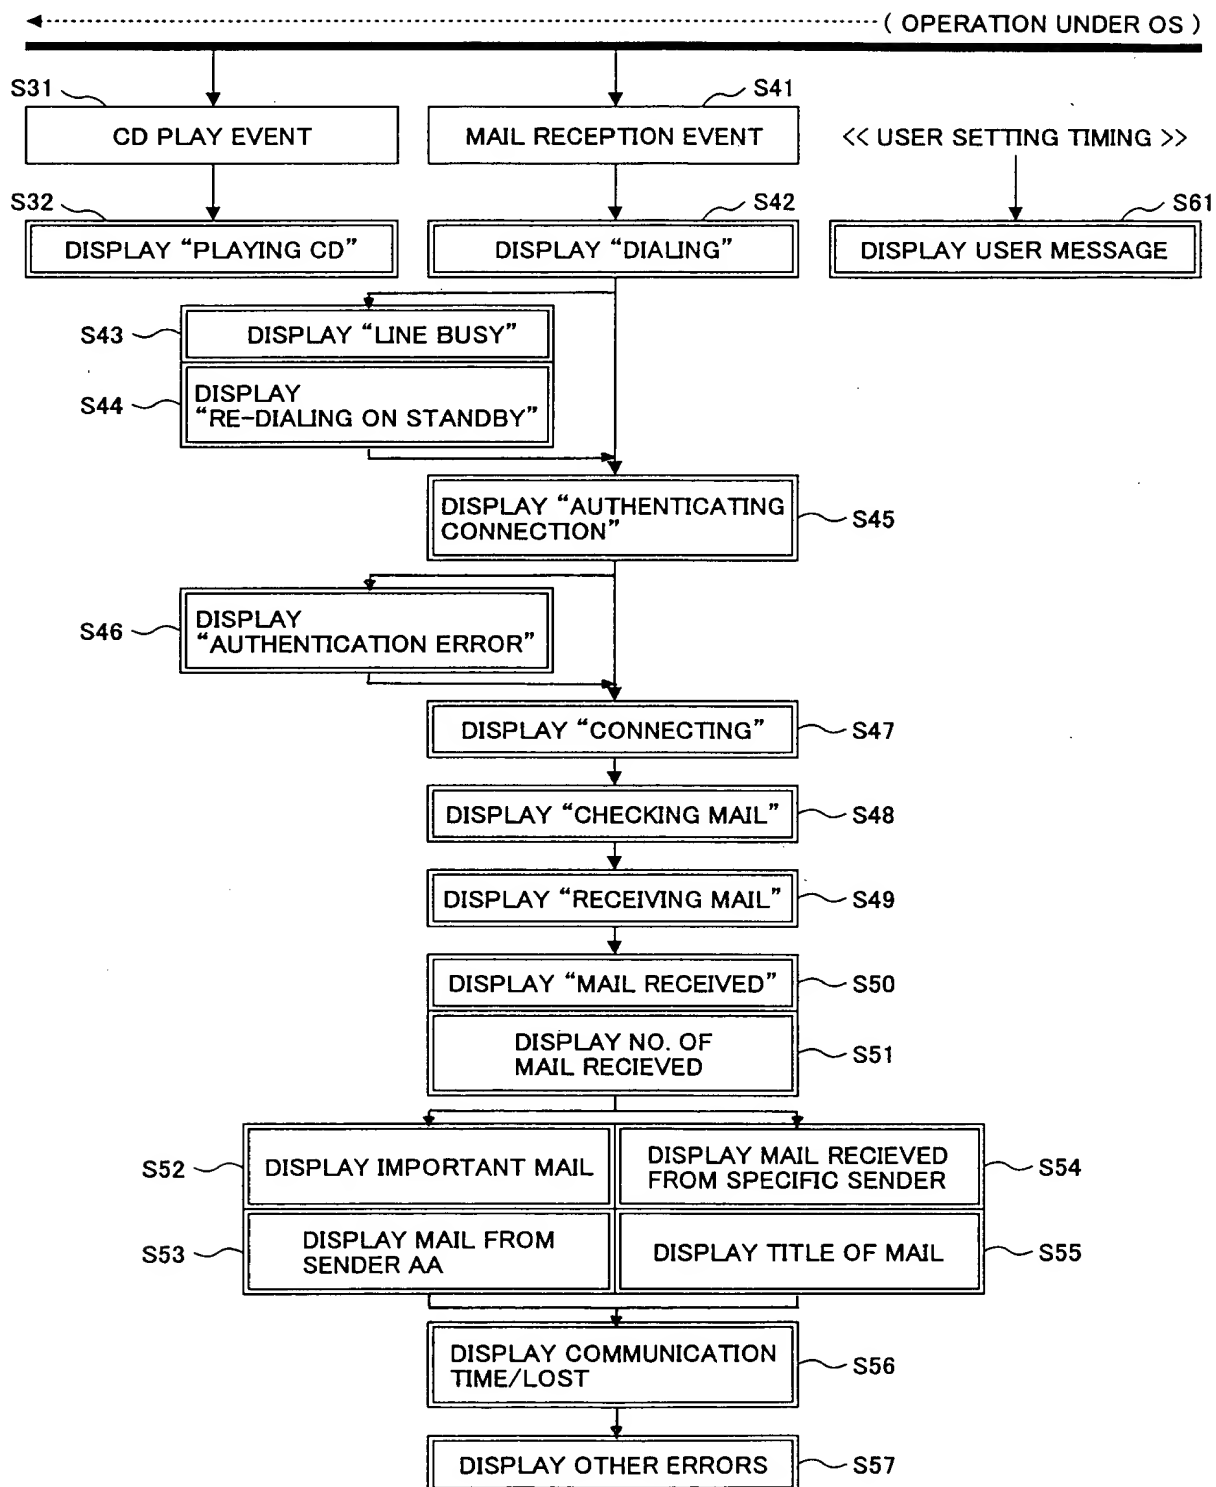 ( OPERATION UNDER OS )
S31
S41
CD PLAY EVENT
MAIL RECEPTION EVENT
<< USER SETTING TIMING >>
S32
S42
S61
DISPLAY “PLAYING CD”
DISPLAY “DIALING”
DISPLAY USER MESSAGE
S43
DISPLAY “LINE BUSY”
S44
DISPLAY
“RE-DIALING ON STANDBY”
DISPLAY “AUTHENTICATING
CONNECTION”
S45
S46
DISPLAY
“AUTHENTICATION ERROR”
DISPLAY “CONNECTING”
S47
DISPLAY “CHECKING MAIL”
S48
DISPLAY “RECEIVING MAIL”
S49
DISPLAY “MAIL RECEIVED”
S50
DISPLAY NO. OF
MAIL RECIEVED
S51
S52
DISPLAY IMPORTANT MAIL
DISPLAY MAIL RECIEVED
FROM SPECIFIC SENDER
S54
S53
DISPLAY MAIL FROM
SENDER AA
DISPLAY TITLE OF MAIL
S55
DISPLAY COMMUNICATION
TIME/LOST
S56
DISPLAY OTHER ERRORS
S57